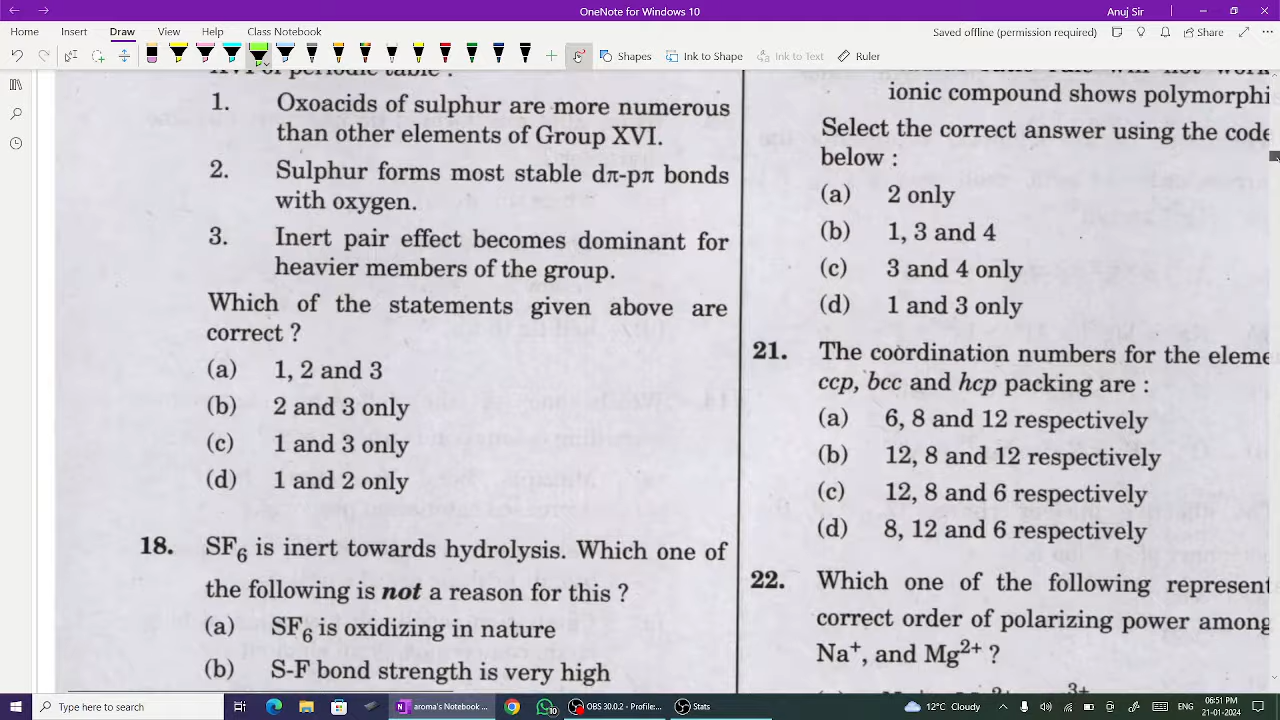 OneNote for Windows 10
Anuj Sir
Home Insert Draw View Help Class Notebook
Saved offline (permission required)
Share
Shapes
Ink to Shape
Ink to Text
Ruler
XVI of periodic table :
1. Oxoacids of sulphur are more numerous
than other elements of Group XVI.
2. Sulphur forms most stable dπ-pπ bonds
with oxygen.
3. Inert pair effect becomes dominant for
heavier members of the group.
Which of the statements given above are
correct ?
(a) 1, 2 and 3
(b) 2 and 3 only
(c) 1 and 3 only
(d) 1 and 2 only
18. SF6 is inert towards hydrolysis. Which one of
the following is not a reason for this ?
(a) SF6 is oxidizing in nature
(b) S-F bond strength is very high
will not work
ionic compound shows polymorphi
Select the correct answer using the code
below :
(a) 2 only
(b) 1, 3 and 4
(c) 3 and 4 only
(d) 1 and 3 only
21. The coordination numbers for the eleme
ccp, bcc and hcp packing are :
(a) 6, 8 and 12 respectively
(b) 12, 8 and 12 respectively
(c) 12, 8 and 6 respectively
(d) 8, 12 and 6 respectively
22. Which one of the following represent
correct order of polarizing power among
Na+, and Mg2+ ?
Type here to search
aroma's Notebook ...
10
OBS 30.0.2 - Profile:...
Stats
12°C Cloudy
06:51 PM
21-01-2024